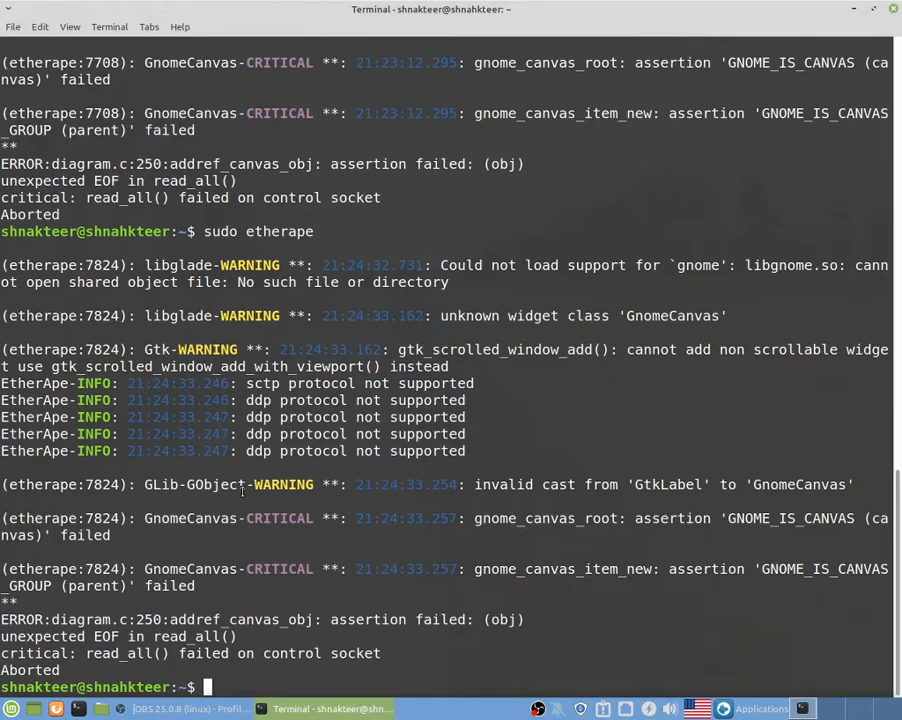 Terminal - shnakteer@shnahkteer: ~
File Edit View Terminal Tabs Help
(etherape:7708): GnomeCanvas-CRITICAL **: 21:23:12.295: gnome_canvas_root: assertion 'GNOME_IS_CANVAS (ca
nvas)' failed
(etherape:7708): GnomeCanvas-CRITICAL **: 21:23:12.295: gnome_canvas_item_new: assertion 'GNOME_IS_CANVAS
_GROUP (parent)' failed
**
ERROR:diagram.c:250:addref_canvas_obj: assertion failed: (obj)
unexpected EOF in read_all()
critical: read_all() failed on control socket
Aborted
shnakteer@shnahkteer:~$ sudo etherape
(etherape:7824): libglade-WARNING **: 21:24:32.731: Could not load support for `gnome': libgnome.so: cann
ot open shared object file: No such file or directory
(etherape:7824): libglade-WARNING **: 21:24:33.162: unknown widget class 'GnomeCanvas'
(etherape:7824): Gtk-WARNING **: 21:24:33.162: gtk_scrolled_window_add(): cannot add non scrollable widge
t use gtk_scrolled_window_add_with_viewport() instead
EtherApe-INFO: 21:24:33.246: sctp protocol not supported
EtherApe-INFO: 21:24:33.246: ddp protocol not supported
EtherApe-INFO: 21:24:33.247: ddp protocol not supported
EtherApe-INFO: 21:24:33.247: ddp protocol not supported
EtherApe-INFO: 21:24:33.247: ddp protocol not supported
(etherape:7824): GLib-GObject-WARNING **: 21:24:33.254: invalid cast from 'GtkLabel' to 'GnomeCanvas'
(etherape:7824): GnomeCanvas-CRITICAL **: 21:24:33.257: gnome_canvas_root: assertion 'GNOME_IS_CANVAS (ca
nvas)' failed
(etherape:7824): GnomeCanvas-CRITICAL **: 21:24:33.257: gnome_canvas_item_new: assertion 'GNOME_IS_CANVAS
_GROUP (parent)' failed
**
ERROR:diagram.c:250:addref_canvas_obj: assertion failed: (obj)
unexpected EOF in read_all()
critical: read_all() failed on control socket
Aborted
shnakteer@shnahkteer:~$
[OBS 25.0.8 (linux) - Profil... Terminal - shnakteer@shn... Applications